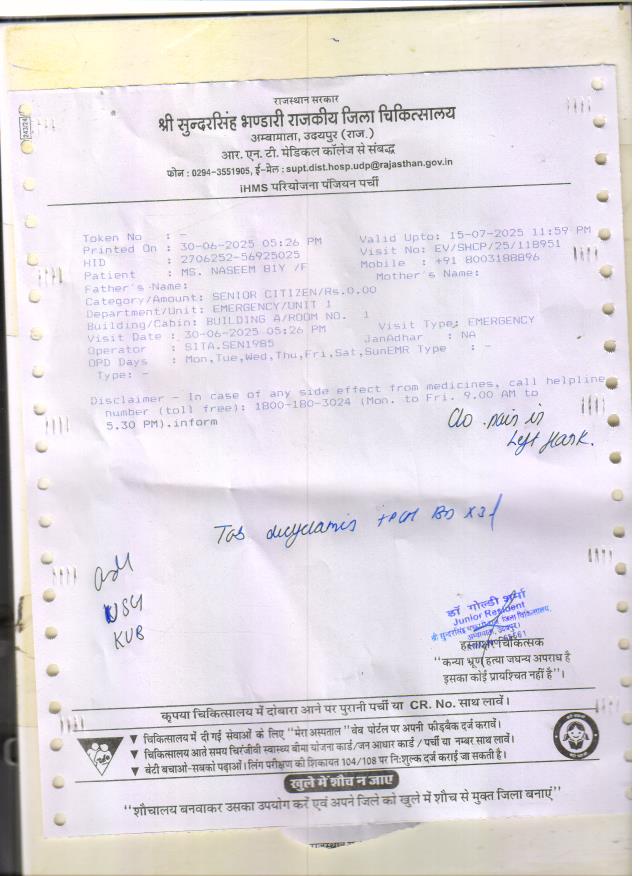 राजस्थान सरकार
श्री सुन्दरसिंह भण्डारी राजकीय जिला चिकित्सालय
अम्बामाता, उदयपुर (राज.)
आर. एन. टी. मेडिकल कॉलेज से संबद्ध
फोन : 0294-3551905, ई-मेल : supt.dist.hosp.udp@rajasthan.gov.in
iHMS परियोजना पंजियन पर्ची
Token No : -
Printed On : 30-06-2025 05:26 PM Valid Upto: 15-07-2025 11:59 PM
HID : 2706252-56925025 Visit No: EV/SHCP/25/118951
Patient : MS. NASEEM BIY /F Mobile : +91 8003188896
Father's Name: Mother's Name:
Category/Amount: SENIOR CITIZEN/Rs.0.00
Department/Unit: EMERGENCY/UNIT 1
Building/Cabin: BUILDING A/ROOM NO. 1
Visit Date : 30-06-2025 05:26 PM Visit Type: EMERGENCY
Operator : SITA.SEN1985 JanAdhar : NA
OPD Days : Mon,Tue,Wed,Thu,Fri,Sat,SunEMR Type : -
Type: -
Disclaimer - In case of any side effect from medicines, call helpline
number (toll free): 1800-180-3024 (Mon. to Fri. 9.00 AM to
5.30 PM).inform
C/o pain in
Left flank.
Tab dicyclomis + PCM BD x 3d
Adv
USG
KUB
डॉ गोल्डी शर्मा
Junior Resident
हस्ताक्षर चिकित्सक
"कन्या भ्रूण हत्या जघन्य अपराध है
इसका कोई प्रायश्चित नहीं है"।
कृपया चिकित्सालय में दोबारा आने पर पुरानी पर्ची या CR. No. साथ लावें।
▼ चिकित्सालय में दी गई सेवाओं के लिए "मेरा अस्पताल" वेब पोर्टल पर अपनी फीडबैक दर्ज करावें।
▼ चिकित्सालय आते समय चिरंजीवी स्वास्थ्य बीमा योजना कार्ड/जन आधार कार्ड / पर्ची या नम्बर साथ लावें।
▼ बेटी बचाओ-सबको पढ़ाओ। लिंग परीक्षण की शिकायत 104/108 पर निःशुल्क दर्ज कराई जा सकती है।
खुले में शौच न जाए
"शौचालय बनवाकर उसका उपयोग करें एवं अपने जिले को खुले में शौच से मुक्त जिला बनाएं"